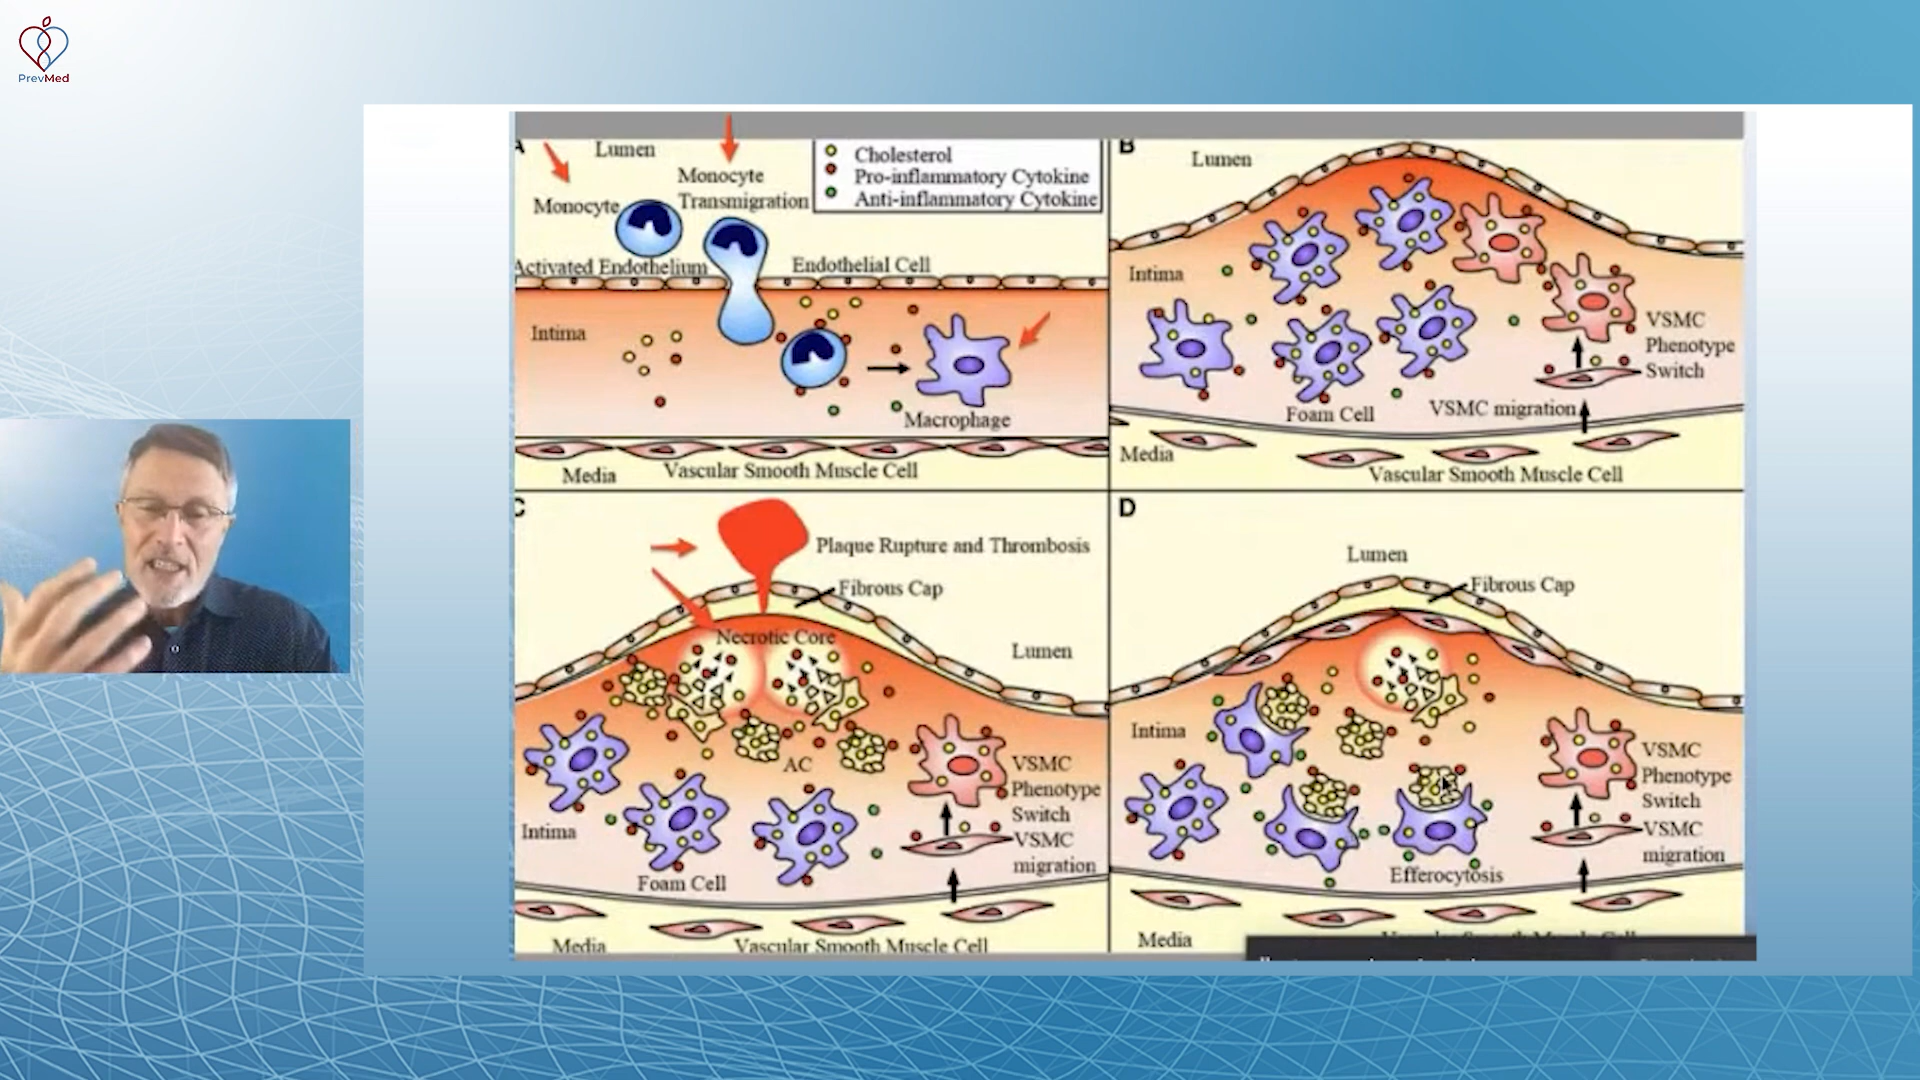 PrevMed
A
Lumen
Monocyte
Monocyte
Transmigration
Cholesterol
Pro-inflammatory Cytokine
Anti-inflammatory Cytokine
Activated Endothelium
Endothelial Cell
Intima
Macrophage
Media
Vascular Smooth Muscle Cell
B
Lumen
Intima
VSMC
Phenotype
Switch
Foam Cell
VSMC migration
Media
Vascular Smooth Muscle Cell
C
Plaque Rupture and Thrombosis
Fibrous Cap
Necrotic Core
Lumen
AC
VSMC
Phenotype
Switch
Intima
VSMC
migration
Foam Cell
Media
Vascular Smooth Muscle Cell
D
Lumen
Fibrous Cap
Intima
VSMC
Phenotype
Switch
VSMC
migration
Efferocytosis
Media